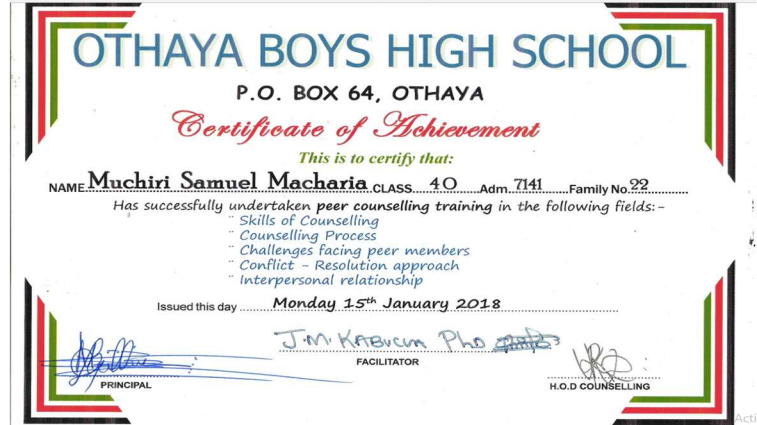 OTHAYA BOYS HIGH SCHOOL
P.O. BOX 64, OTHAYA
Certificate of Achievement
This is to certify that:
NAME Muchiri Samuel Macharia CLASS 4O Adm. 7141 Family No. 22
Has successfully undertaken peer counselling training in the following fields:-
¨ Skills of Counselling
¨ Counselling Process
¨ Challenges facing peer members
¨ Conflict - Resolution approach
¨ Interpersonal relationship
Issued this day Monday 15th January 2018
J.M. KABUCUA PhD
FACILITATOR
PRINCIPAL
H.O.D COUNSELLING
Acti